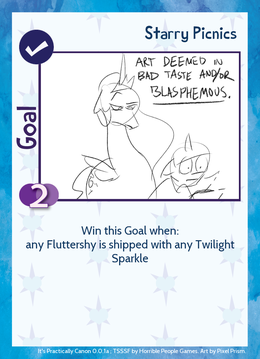 Starry Picnics
ART DEENED IN
BAD TASTE AND/OR
BLASPHEMOUS.
Goal
2
Win this Goal when:
any Fluttershy is shipped with any Twilight
Sparkle
It's Practically Canon 0.0.1a ; TSSSF by Horrible People Games. Art by Pixel Prism.